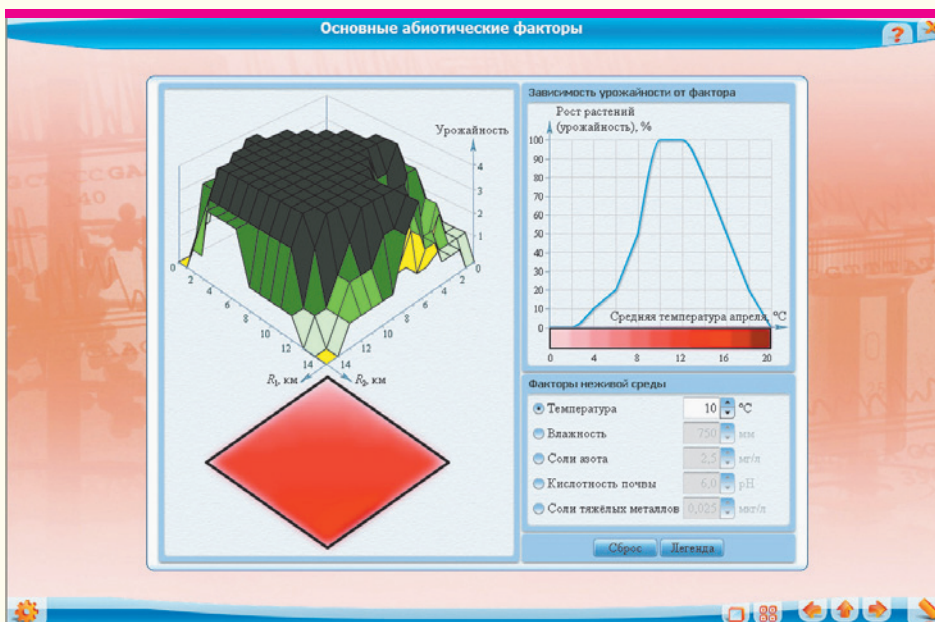 Основные абиотические факторы
?
Урожайность
4
3
2
1
0
0
2
4
6
8
10
12
14
2
4
6
8
10
12
14
R₁, км
R₂, км
Зависимость урожайности от фактора
Рост растений
(урожайность), %
100
90
80
70
60
50
40
30
20
10
0
Средняя температура апреля, °C
0 4 8 12 16 20
Факторы неживой среды
Температура 10 °C
Влажность 750 мм
Соли азота 2,5 мг/л
Кислотность почвы 6,0 pH
Соли тяжёлых металлов 0,025 мкг/л
Сброс Легенда